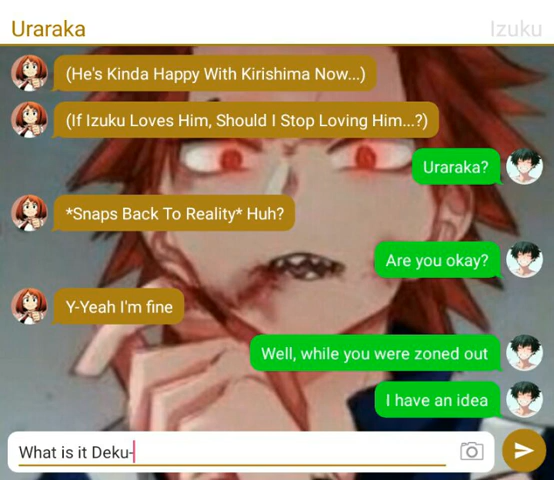 Uraraka
Izuku
(He's Kinda Happy With Kirishima Now...)
(If Izuku Loves Him, Should I Stop Loving Him...?)
Uraraka?
*Snaps Back To Reality* Huh?
Are you okay?
Y-Yeah I'm fine
Well, while you were zoned out
I have an idea
What is it Deku-